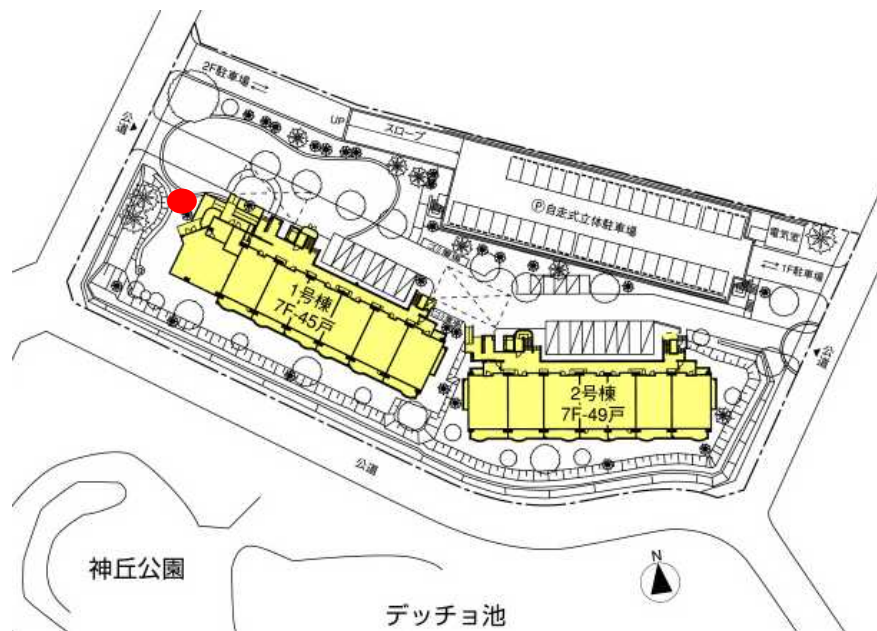 2F駐車場
公道
UP
スロープ
Ⓟ自走式立体駐車場
電気室
1F駐車場
1号棟
7F-45戸
2号棟
7F-49戸
公道
公道
神丘公園
デッチョ池
N